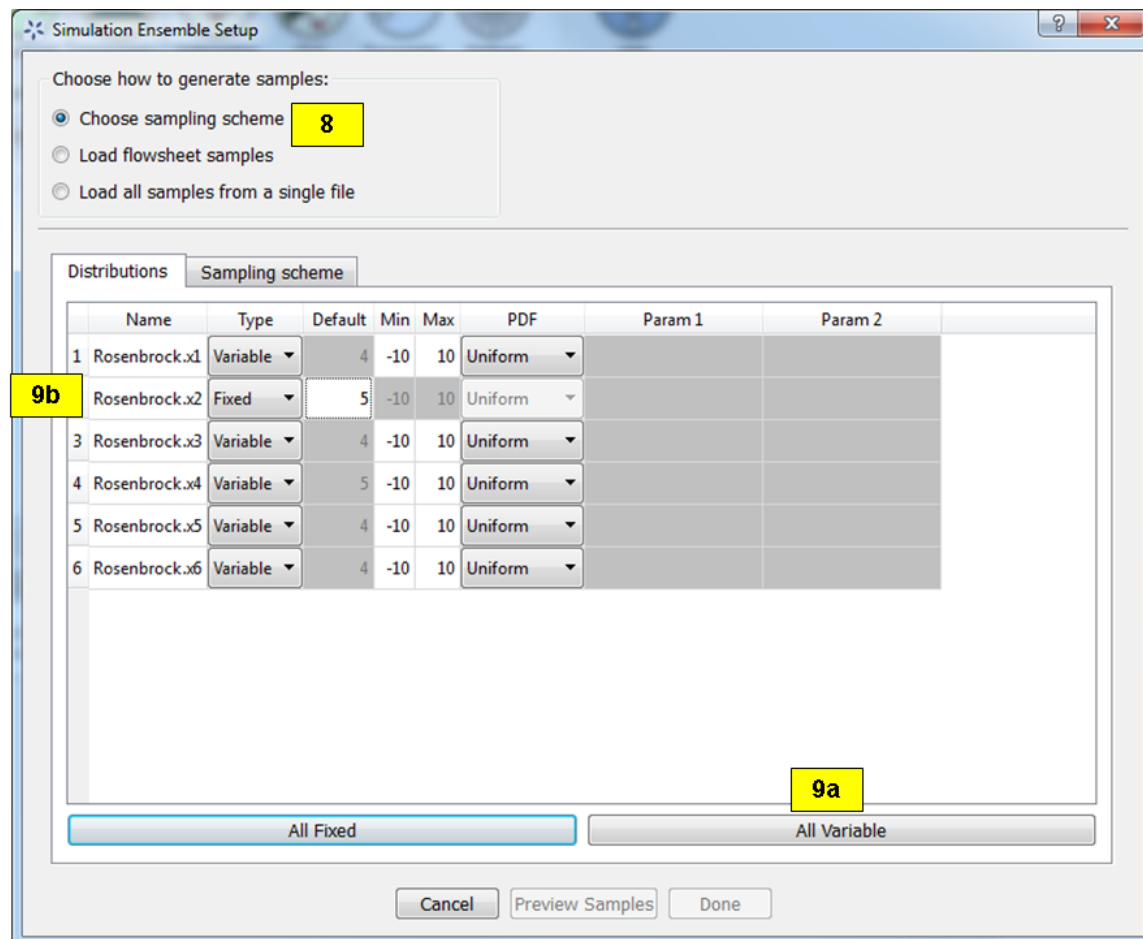 Simulation Ensemble Setup ? X
Choose how to generate samples:
Choose sampling scheme 8
Load flowsheet samples
Load all samples from a single file
Distributions Sampling scheme
Name Type Default Min Max PDF Param 1 Param 2
1 Rosenbrock.x1 Variable 4 -10 10 Uniform
9b Rosenbrock.x2 Fixed 5 -10 10 Uniform
3 Rosenbrock.x3 Variable 4 -10 10 Uniform
4 Rosenbrock.x4 Variable 5 -10 10 Uniform
5 Rosenbrock.x5 Variable 4 -10 10 Uniform
6 Rosenbrock.x6 Variable 4 -10 10 Uniform
9a
All Fixed All Variable
Cancel Preview Samples Done